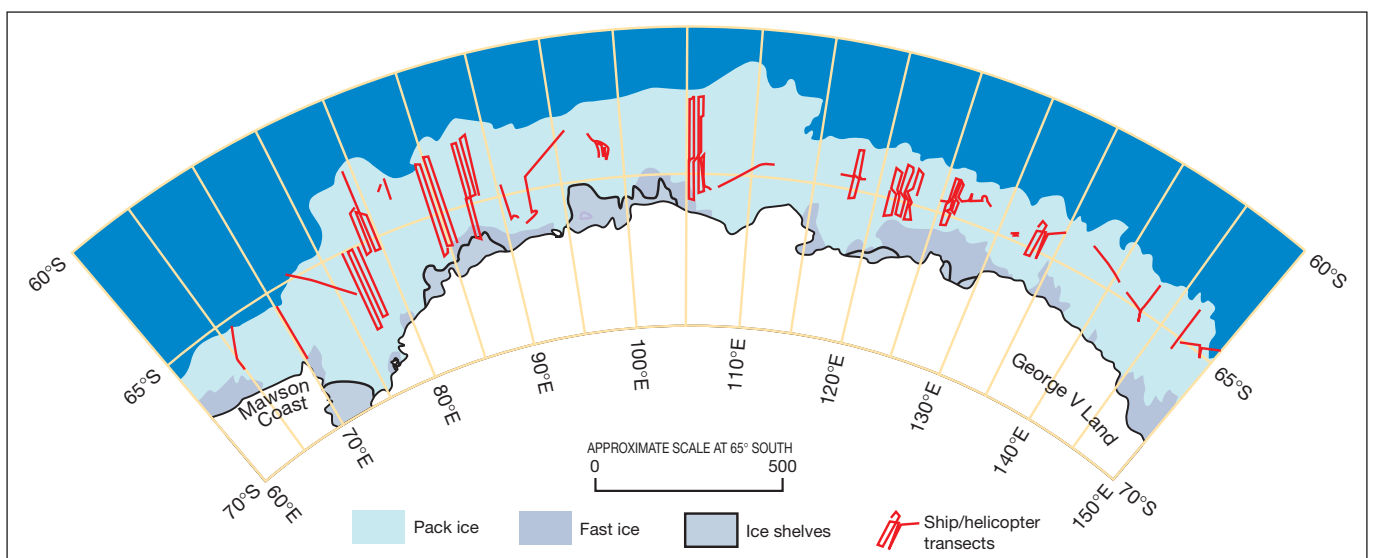 60°S
60°S
65°S
65°S
Mawson
Coast
70°S
60°E
70°E
80°E
90°E
100°E
110°E
120°E
130°E
140°E
150°E
70°S
George V Land
APPROXIMATE SCALE AT 65° SOUTH
0
500
Pack ice
Fast ice
Ice shelves
Ship/helicopter
transects